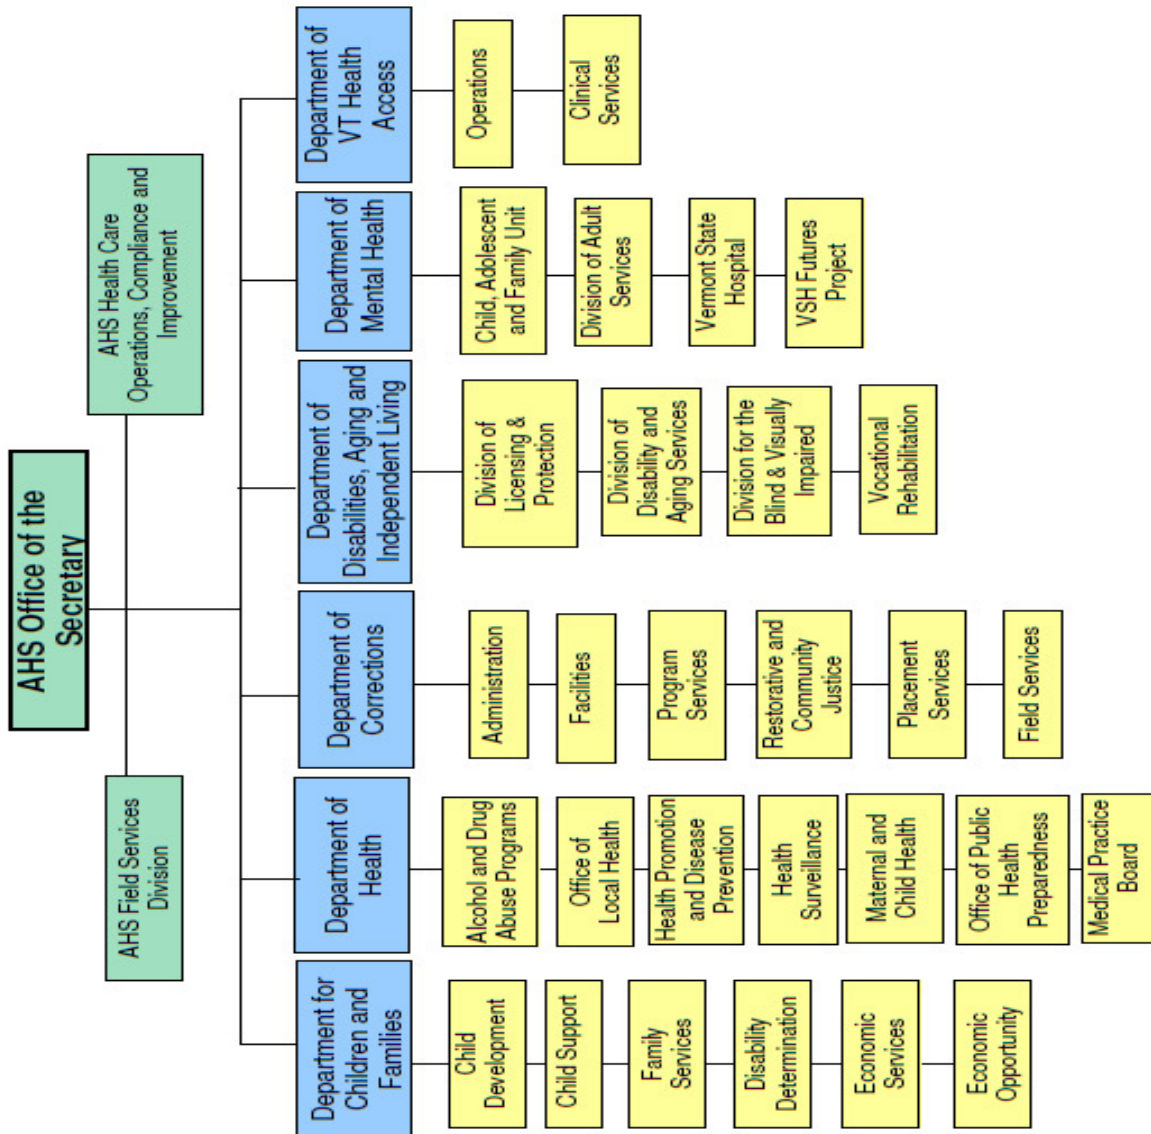 AHS Office of the
Secretary
AHS Field Services
Division
AHS Health Care
Operations, Compliance and
Improvement
Department for
Children and
Families
Child
Development
Child Support
Family
Services
Disability
Determination
Economic
Services
Economic
Opportunity
Department of
Health
Alcohol and Drug
Abuse Programs
Office of
Local Health
Health Promotion
and Disease
Prevention
Health
Surveillance
Maternal and
Child Health
Office of Public
Health
Preparedness
Medical Practice
Board
Department of
Corrections
Administration
Facilities
Program
Services
Restorative and
Community
Justice
Placement
Services
Field Services
Department of
Disabilities, Aging and
Independent Living
Division of
Licensing &
Protection
Division of
Disability and
Aging Services
Division for the
Blind & Visually
Impaired
Vocational
Rehabilitation
Department of
Mental Health
Child, Adolescent
and Family Unit
Division of Adult
Services
Vermont State
Hospital
VSH Futures
Project
Department of
VT Health
Access
Operations
Clinical
Services